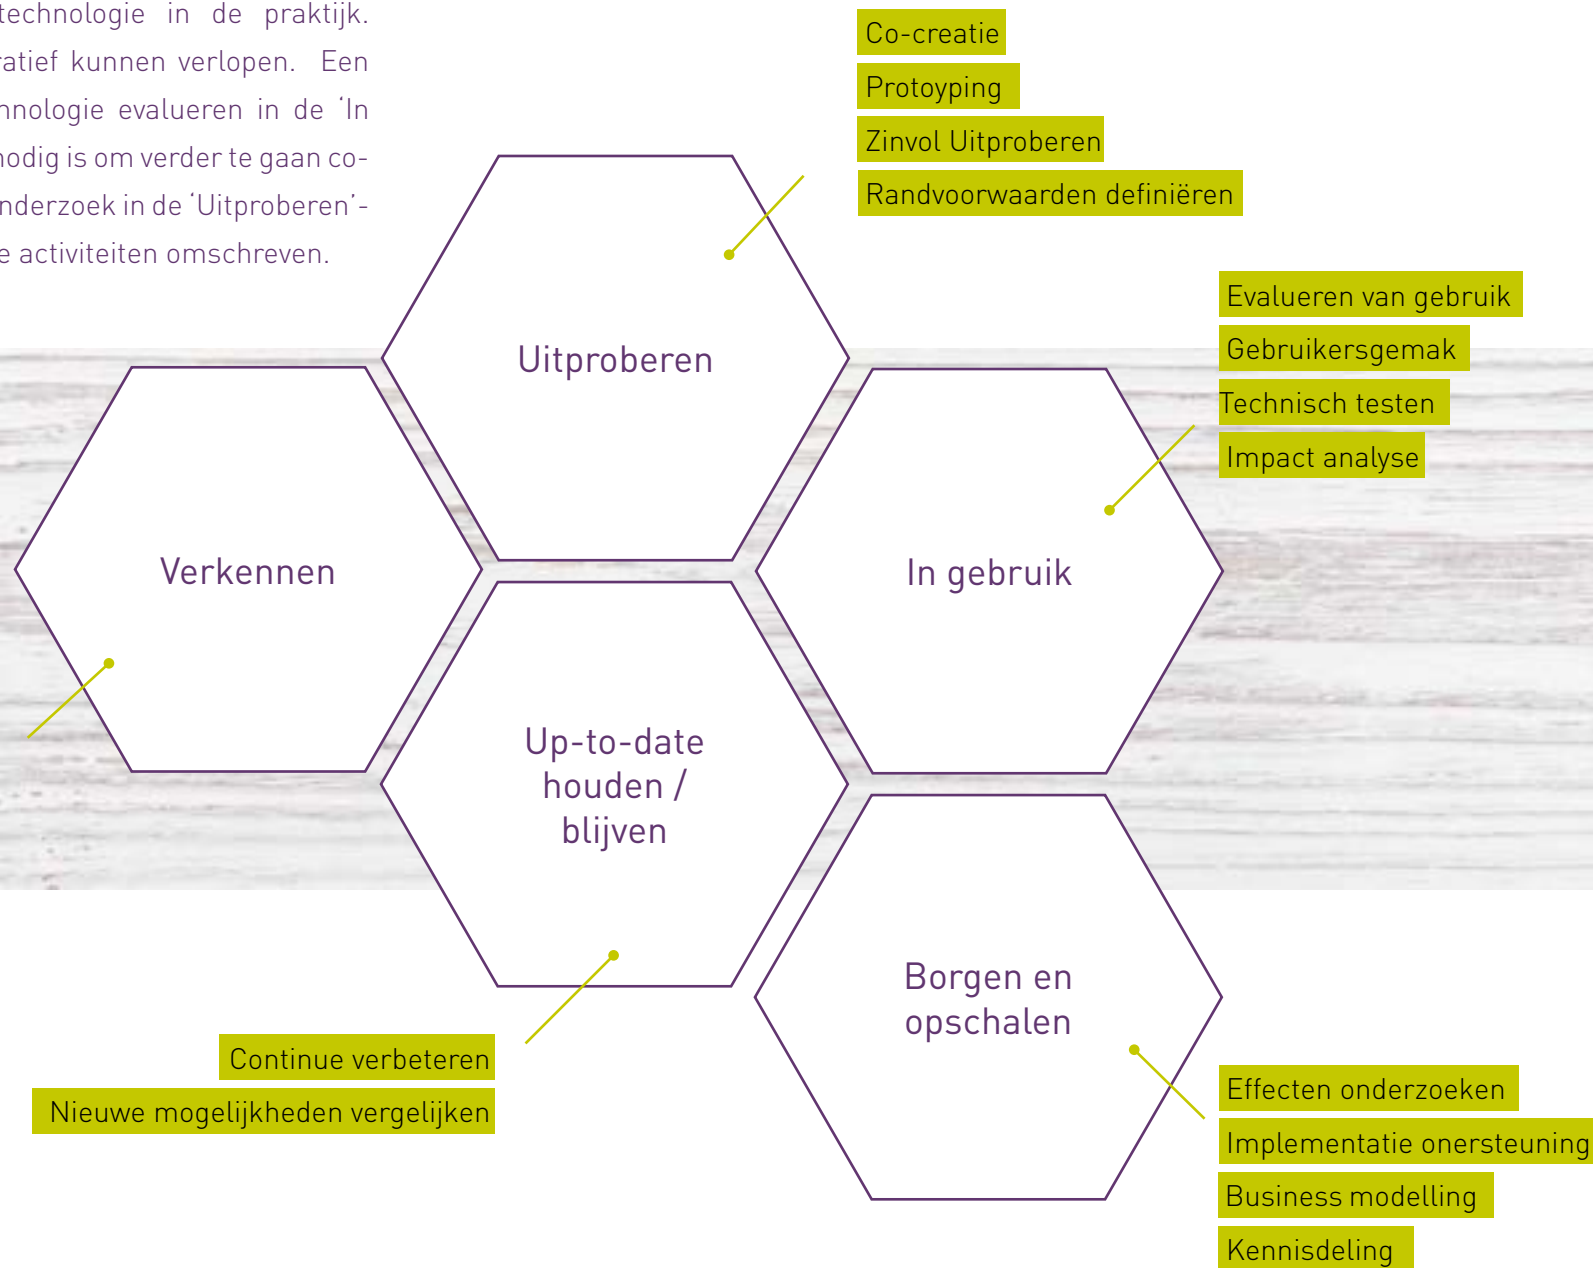 technologie in de praktijk.
kunnen verlopen. Een
evalueren in de ‘In
nodig is om verder te gaan co-
in de ‘Uitproberen’-
activiteiten omschreven.
Co-creatie
Protoyping
Zinvol Uitproberen
Randvoorwaarden definiëren
Uitproberen
Evalueren van gebruik
Gebruikersgemak
Technisch testen
Impact analyse
Verkennen
In gebruik
Up-to-date
houden /
blijven
Borgen en
opschalen
Continue verbeteren
Nieuwe mogelijkheden vergelijken
Effecten onderzoeken
Implementatie onersteuning
Business modelling
Kennisdeling